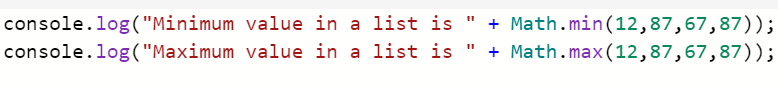 console.log("Minimum value in a list is " + Math.min(12,87,67,87));
console.log("Maximum value in a list is " + Math.max(12,87,67,87));